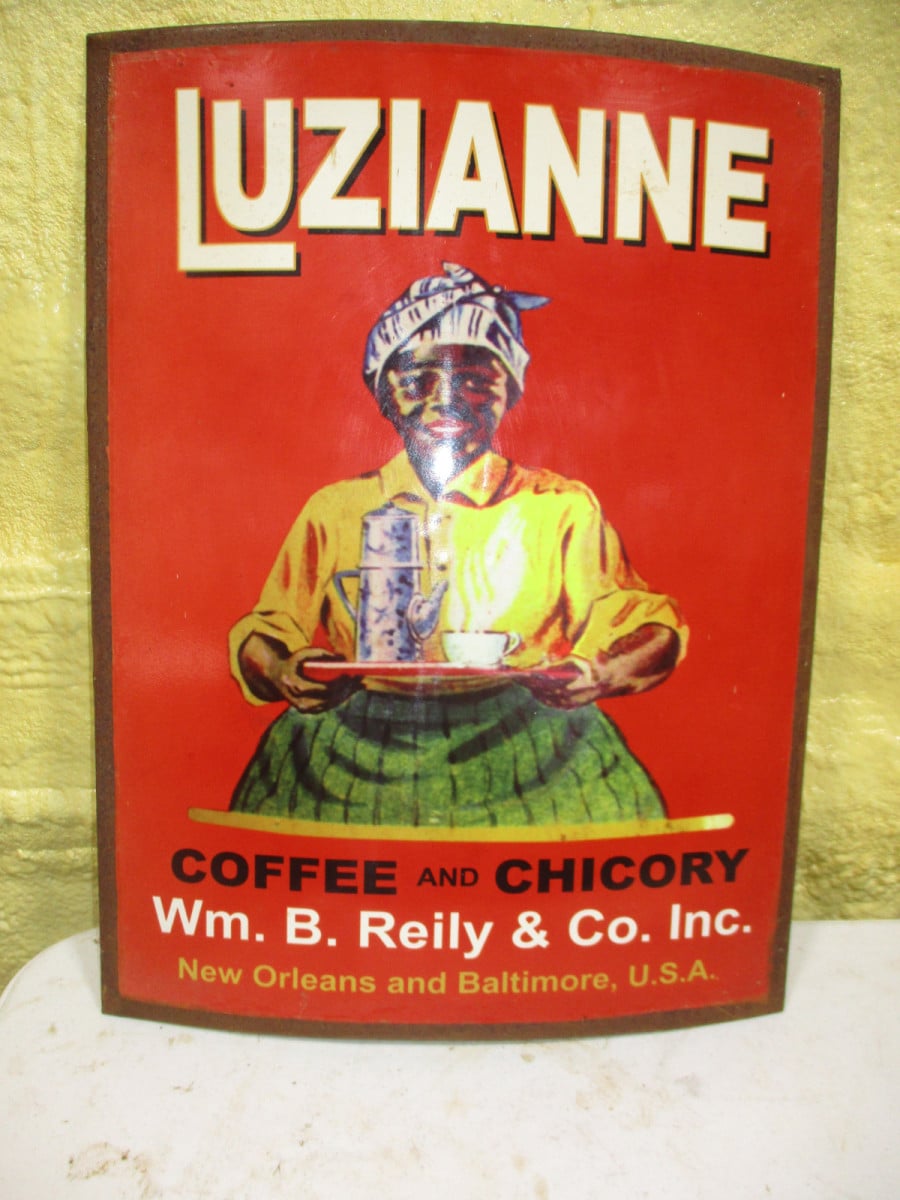 LUZIANNE
COFFEE AND CHICORY
Wm. B. Reily & Co. Inc.
New Orleans and Baltimore, U.S.A.